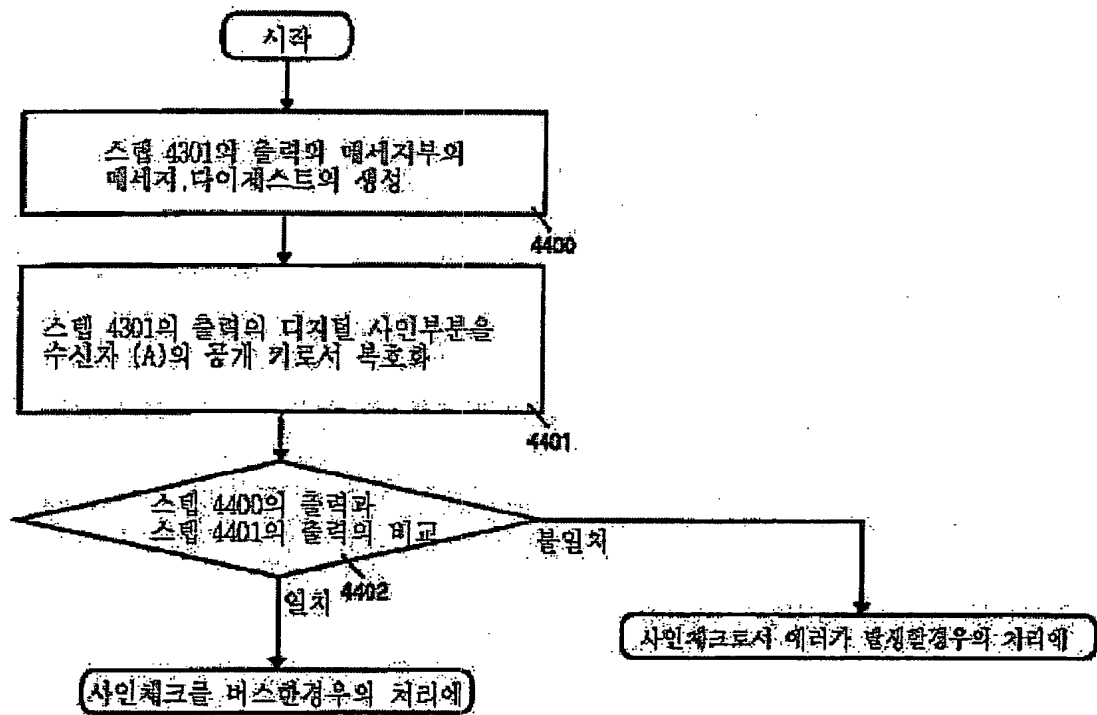 시작
스텝 4301의 출력의 메세지부의
메세지.다이제스트의 생성
4400
스텝 4301의 출력의 디지털 사인부분을
수신자 (A)의 공개 키로서 복호화
4401
스텝 4400의 출력과
스텝 4401의 출력의 비교
불일치
4402
일치
사인체크로서 에러가 발생할경우의 처리에
사인체크를 버스한경우의 처리에